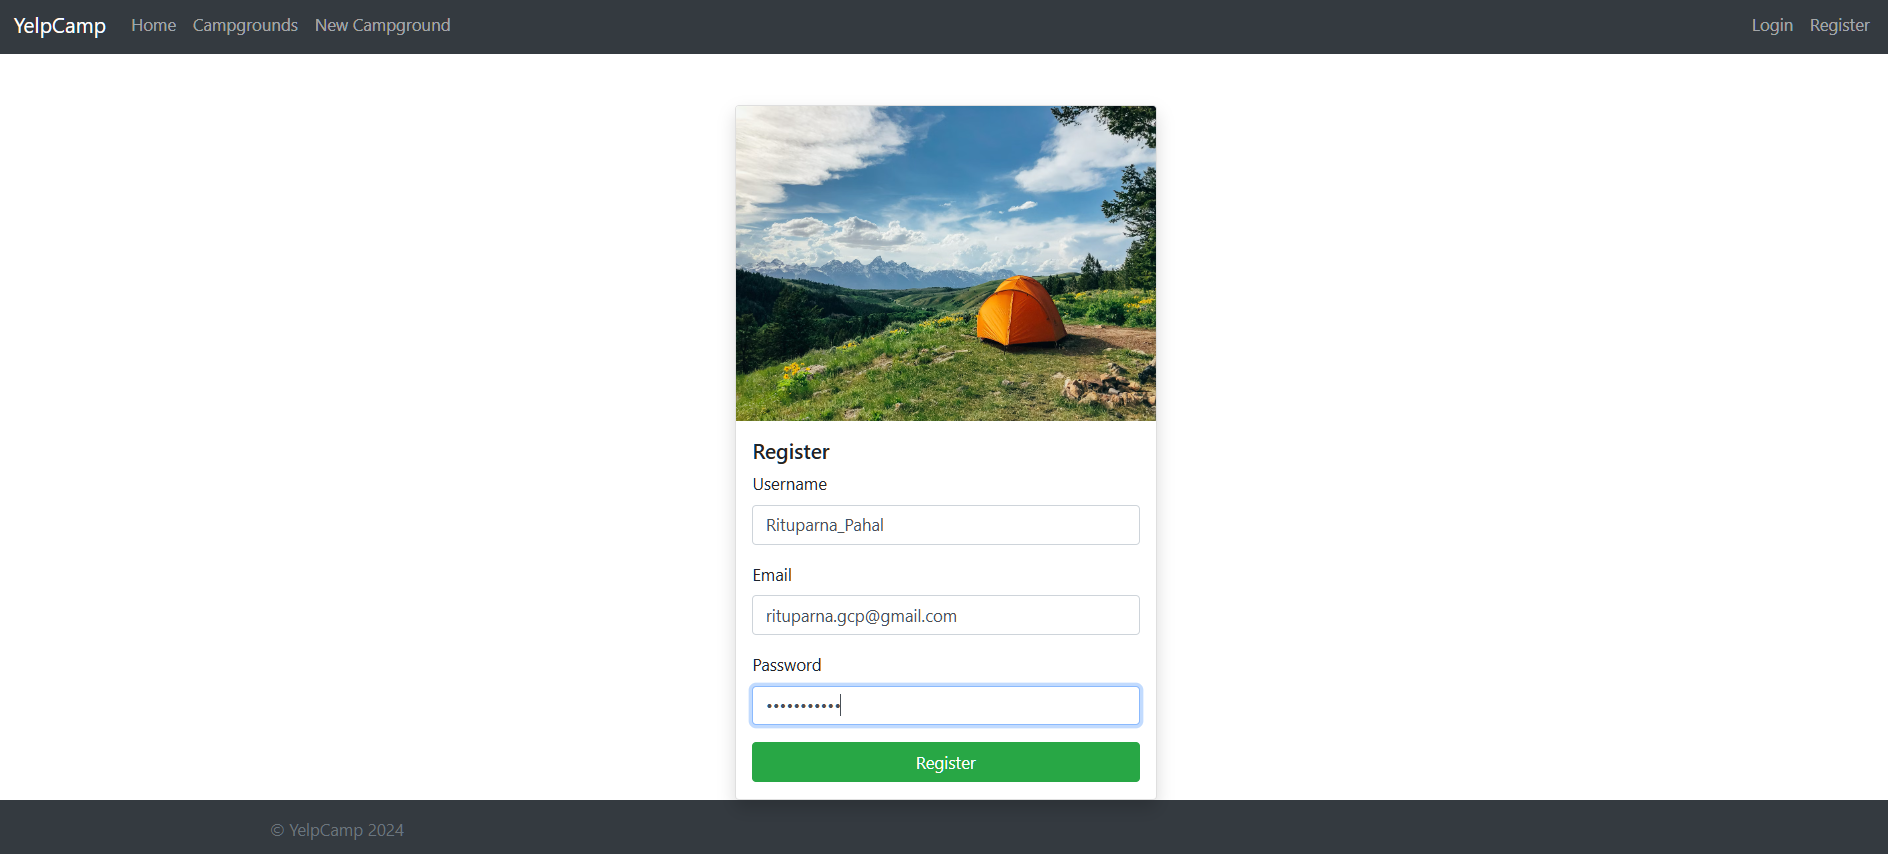 YelpCamp Home Campgrounds New Campground Login Register
Register
Username
Rituparna_Pahal
Email
rituparna.gcp@gmail.com
Password
•••••••••••
Register
© YelpCamp 2024